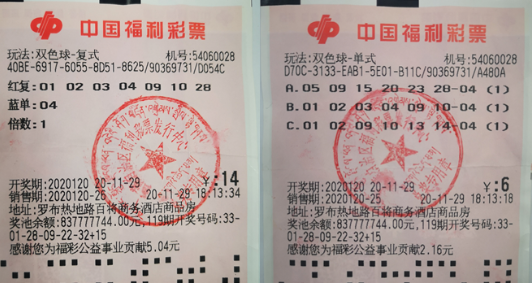 中国福利彩票
玩法:双色球-复式 机号:54060028
40BE-6917-6055-8D51-8625/90369731/D054C
红复:01 02 03 04 09 10 28
蓝单:04
倍数:1
¥:14
开奖期:2020120 20-11-29
销售期:2020120-25 20-11-29 18:13:34
地址:罗布热地路百将商务酒店商品房
奖池余额:837777744.00元,119期开奖号码:33-
01-28-09-22-32+15
感谢您为福彩公益事业贡献5.04元
中国福利彩票
玩法:双色球-单式 机号:54060028
D70C-3133-EAB1-5E01-B11C/90369731/A480A
A.05 09 15 20 23 28-04 (1)
B.01 02 03 04 09 10-04 (1)
C.01 02 09 10 13 14-04 (1)
¥:6
开奖期:2020120 20-11-29
销售期:2020120 20-11-29 18:13:18
地址:罗布热地路百将商务酒店商品房
奖池余额:837777744.00元,119期开奖号码:33-
01-28-09-22-32+15
感谢您为福彩公益事业贡献2.16元